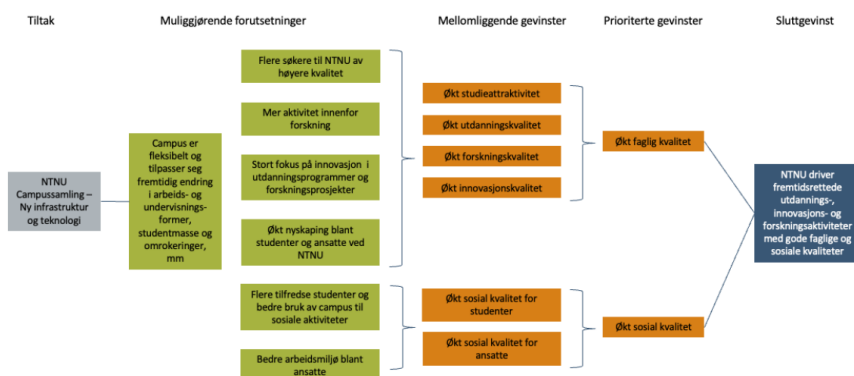 Tiltak
Muliggjørende forutsetninger
Mellomliggende gevinster
Prioriterte gevinster
Sluttgevinst
NTNU
Campussamling –
Ny infrastruktur
og teknologi
Campus er
fleksibelt og
tilpasser seg
fremtidig endring
i arbeids- og
undervisnings-
former,
studentmasse og
omrokeringer,
mm
Flere søkere til NTNU av
høyere kvalitet
Mer aktivitet innenfor
forskning
Stort fokus på innovasjon i
utdanningsprogrammer og
forskningsprosjekter
Økt nyskaping blant
studenter og ansatte ved
NTNU
Flere tilfredse studenter og
bedre bruk av campus til
sosiale aktiviteter
Bedre arbeidsmiljø blant
ansatte
Økt studieattraktivitet
Økt utdanningskvalitet
Økt forskningskvalitet
Økt innovasjonskvalitet
Økt sosial kvalitet for
studenter
Økt sosial kvalitet for
ansatte
Økt faglig kvalitet
Økt sosial kvalitet
NTNU driver
fremtidsrettede
utdannings-,
innovasjons- og
forskningsaktiviteter
med gode faglige og
sosiale kvaliteter